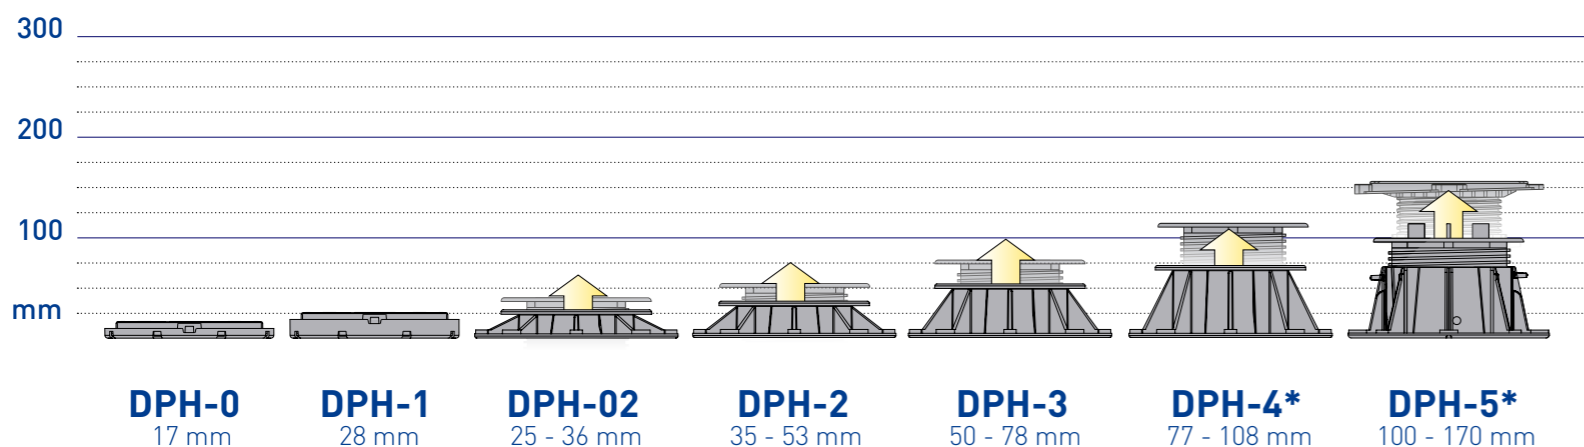 300
200
100
mm
DPH-0 DPH-1 DPH-02 DPH-2 DPH-3 DPH-4* DPH-5*
17 mm 28 mm 25 - 36 mm 35 - 53 mm 50 - 78 mm 77 - 108 mm 100 - 170 mm